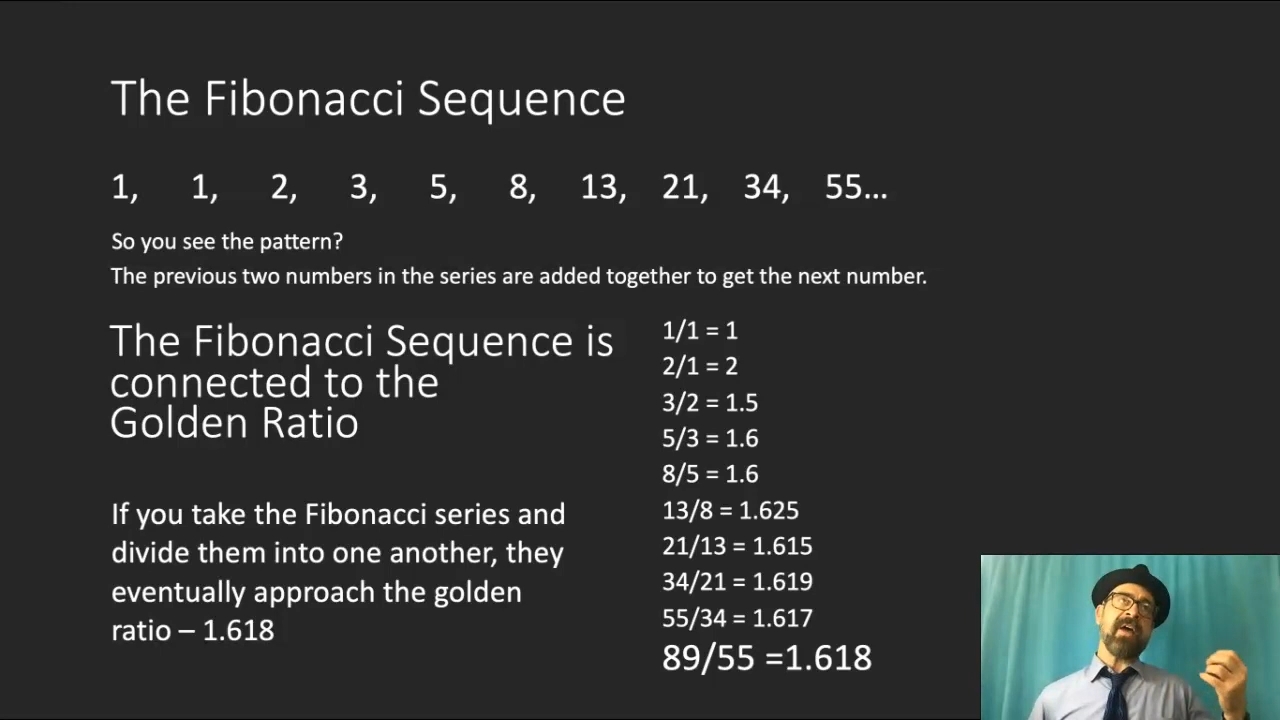 The Fibonacci Sequence
1, 1, 2, 3, 5, 8, 13, 21, 34, 55...
So you see the pattern?
The previous two numbers in the series are added together to get the next number.
The Fibonacci Sequence is
connected to the
Golden Ratio
If you take the Fibonacci series and
divide them into one another, they
eventually approach the golden
ratio – 1.618
1/1 = 1
2/1 = 2
3/2 = 1.5
5/3 = 1.6
8/5 = 1.6
13/8 = 1.625
21/13 = 1.615
34/21 = 1.619
55/34 = 1.617
89/55 =1.618